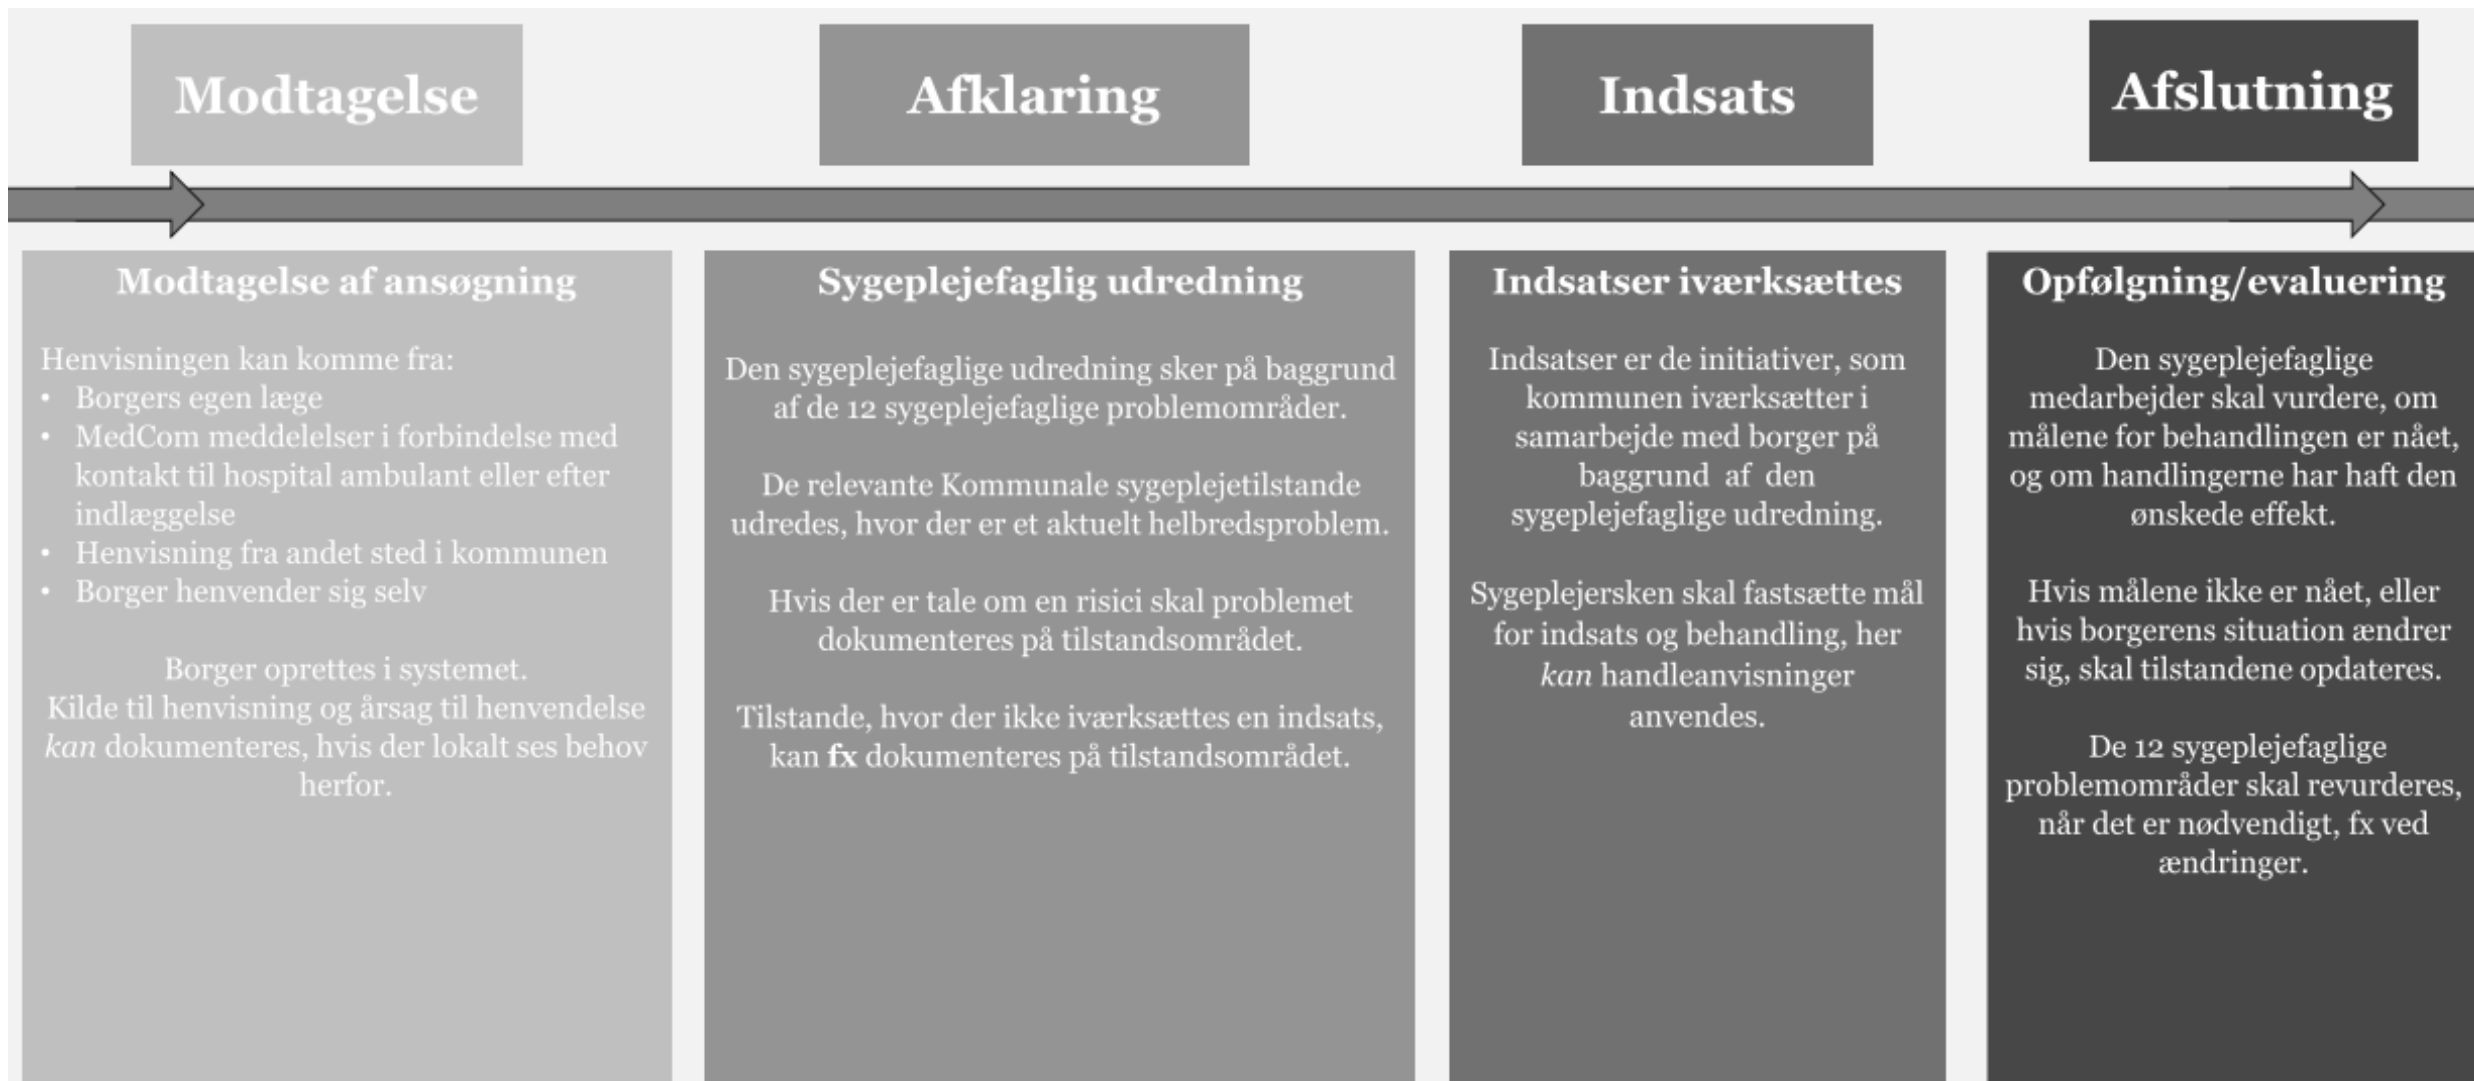 Modtagelse
Afklaring
Indsats
Afslutning
Modtagelse af ansøgning
Henvisningen kan komme fra:
• Borgers egen læge
• MedCom meddelelser i forbindelse med
kontakt til hospital ambulant eller efter
indlæggelse
• Henvisning fra andet sted i kommunen
• Borger henvender sig selv
Borger oprettes i systemet.
Kilde til henvisning og årsag til henvendelse
kan dokumenteres, hvis der lokalt ses behov
herfor.
Sygeplejefaglig udredning
Den sygeplejefaglige udredning sker på baggrund
af de 12 sygeplejefaglige problemområder.
De relevante Kommunale sygeplejetilstande
udredes, hvor der er et aktuelt helbredsproblem.
Hvis der er tale om en risici skal problemet
dokumenteres på tilstandsområdet.
Tilstande, hvor der ikke iværksættes en indsats,
kan fx dokumenteres på tilstandsområdet.
Indsatser iværksættes
Indsatser er de initiativer, som
kommunen iværksætter i
samarbejde med borger på
baggrund af den
sygeplejefaglige udredning.
Sygeplejersken skal fastsætte mål
for indsats og behandling, her
kan handleanvisninger
anvendes.
Opfølgning/evaluering
Den sygeplejefaglige
medarbejder skal vurdere, om
målene for behandlingen er nået,
og om handlingerne har haft den
ønskede effekt.
Hvis målene ikke er nået, eller
hvis borgerens situation ændrer
sig, skal tilstandene opdateres.
De 12 sygeplejefaglige
problemområder skal revurderes,
når det er nødvendigt, fx ved
ændringer.